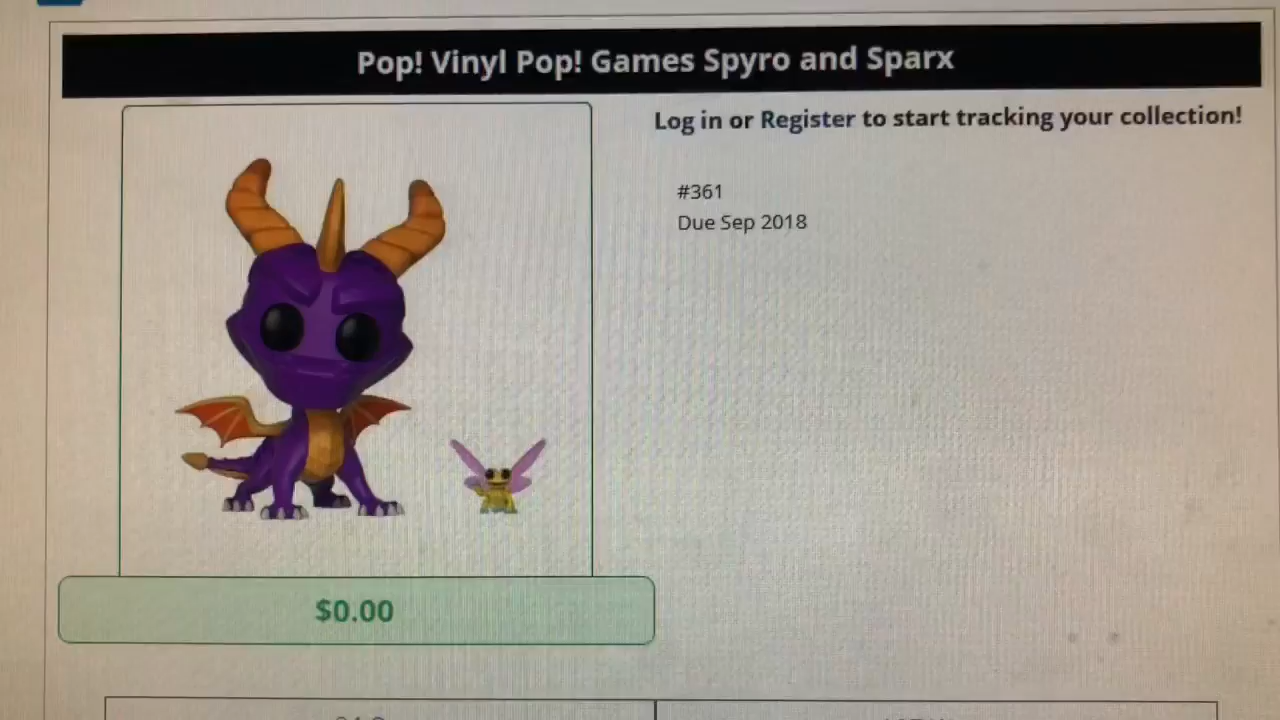 Pop! Vinyl Pop! Games Spyro and Sparx
Log in or Register to start tracking your collection!
#361
Due Sep 2018
$0.00